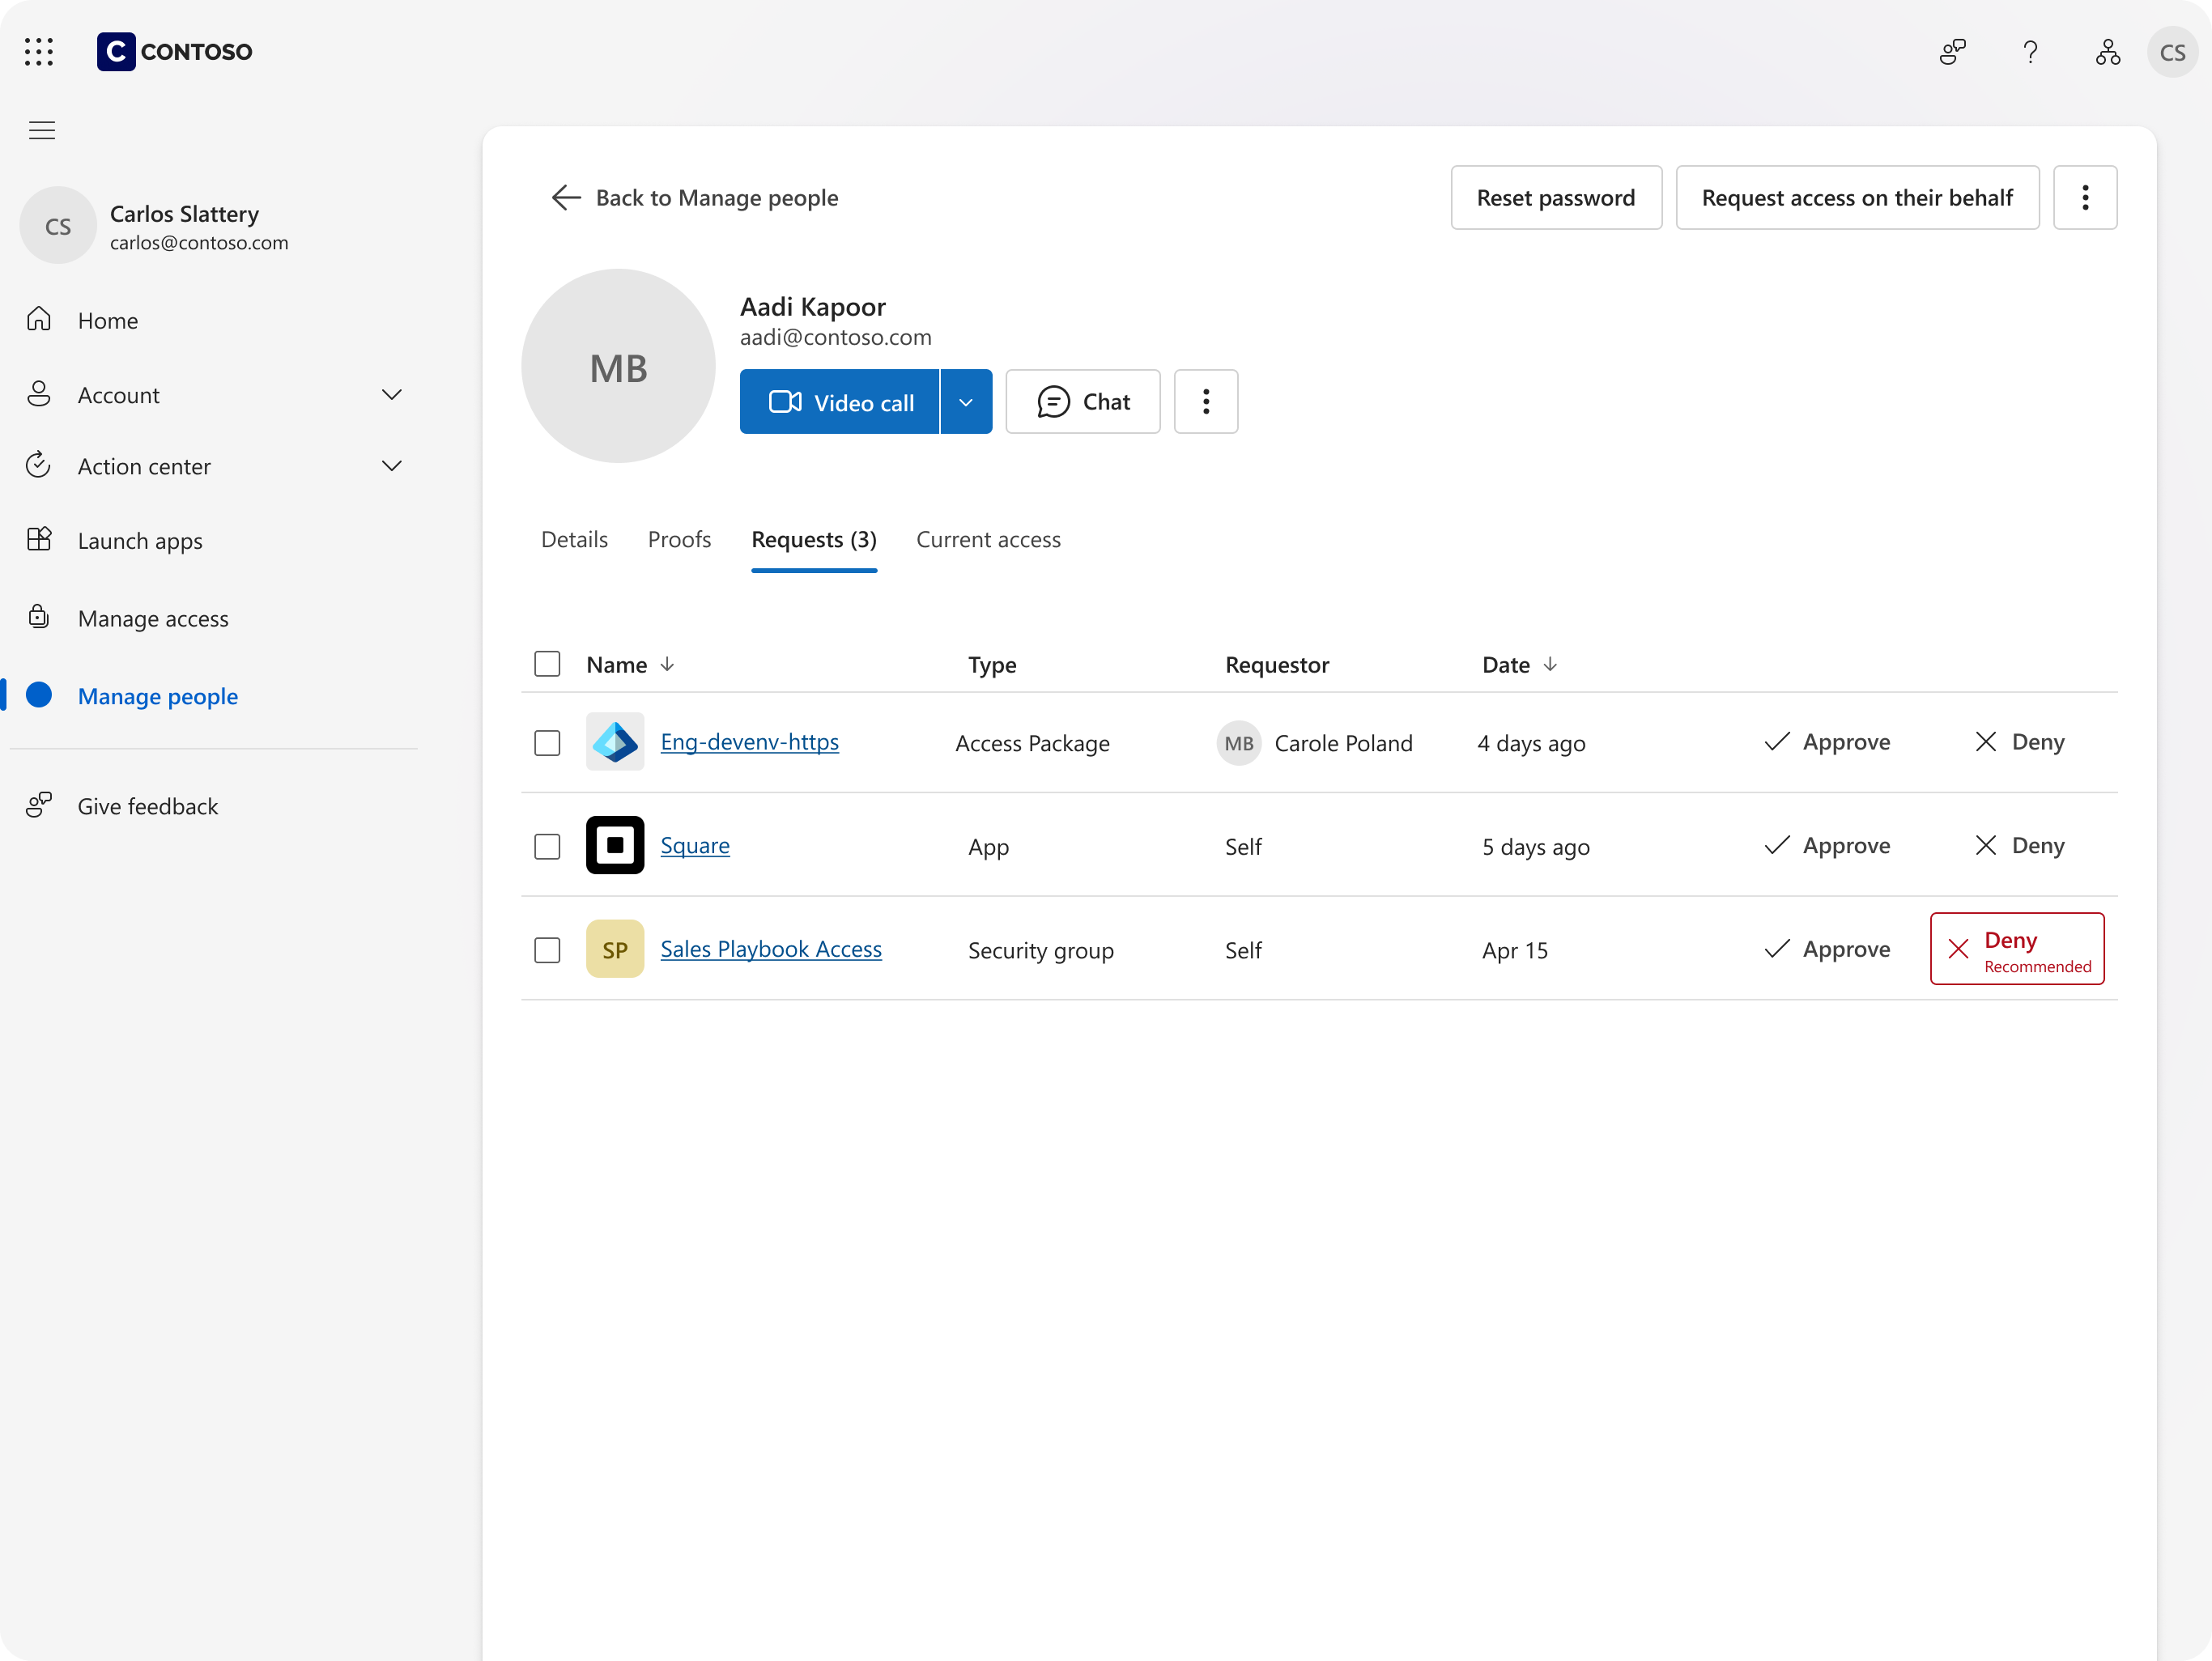 C CONTOSO
CS
CS
Carlos Slattery
carlos@contoso.com
Home
Account
Action center
Launch apps
Manage access
Manage people
Give feedback
Back to Manage people
Reset password
Request access on their behalf
MB
Aadi Kapoor
aadi@contoso.com
Video call
Chat
Details Proofs Requests (3) Current access
Name Type Requestor Date
Eng-devenv-https Access Package MB Carole Poland 4 days ago Approve Deny
Square App Self 5 days ago Approve Deny
SP Sales Playbook Access Security group Self Apr 15 Approve Deny
Recommended